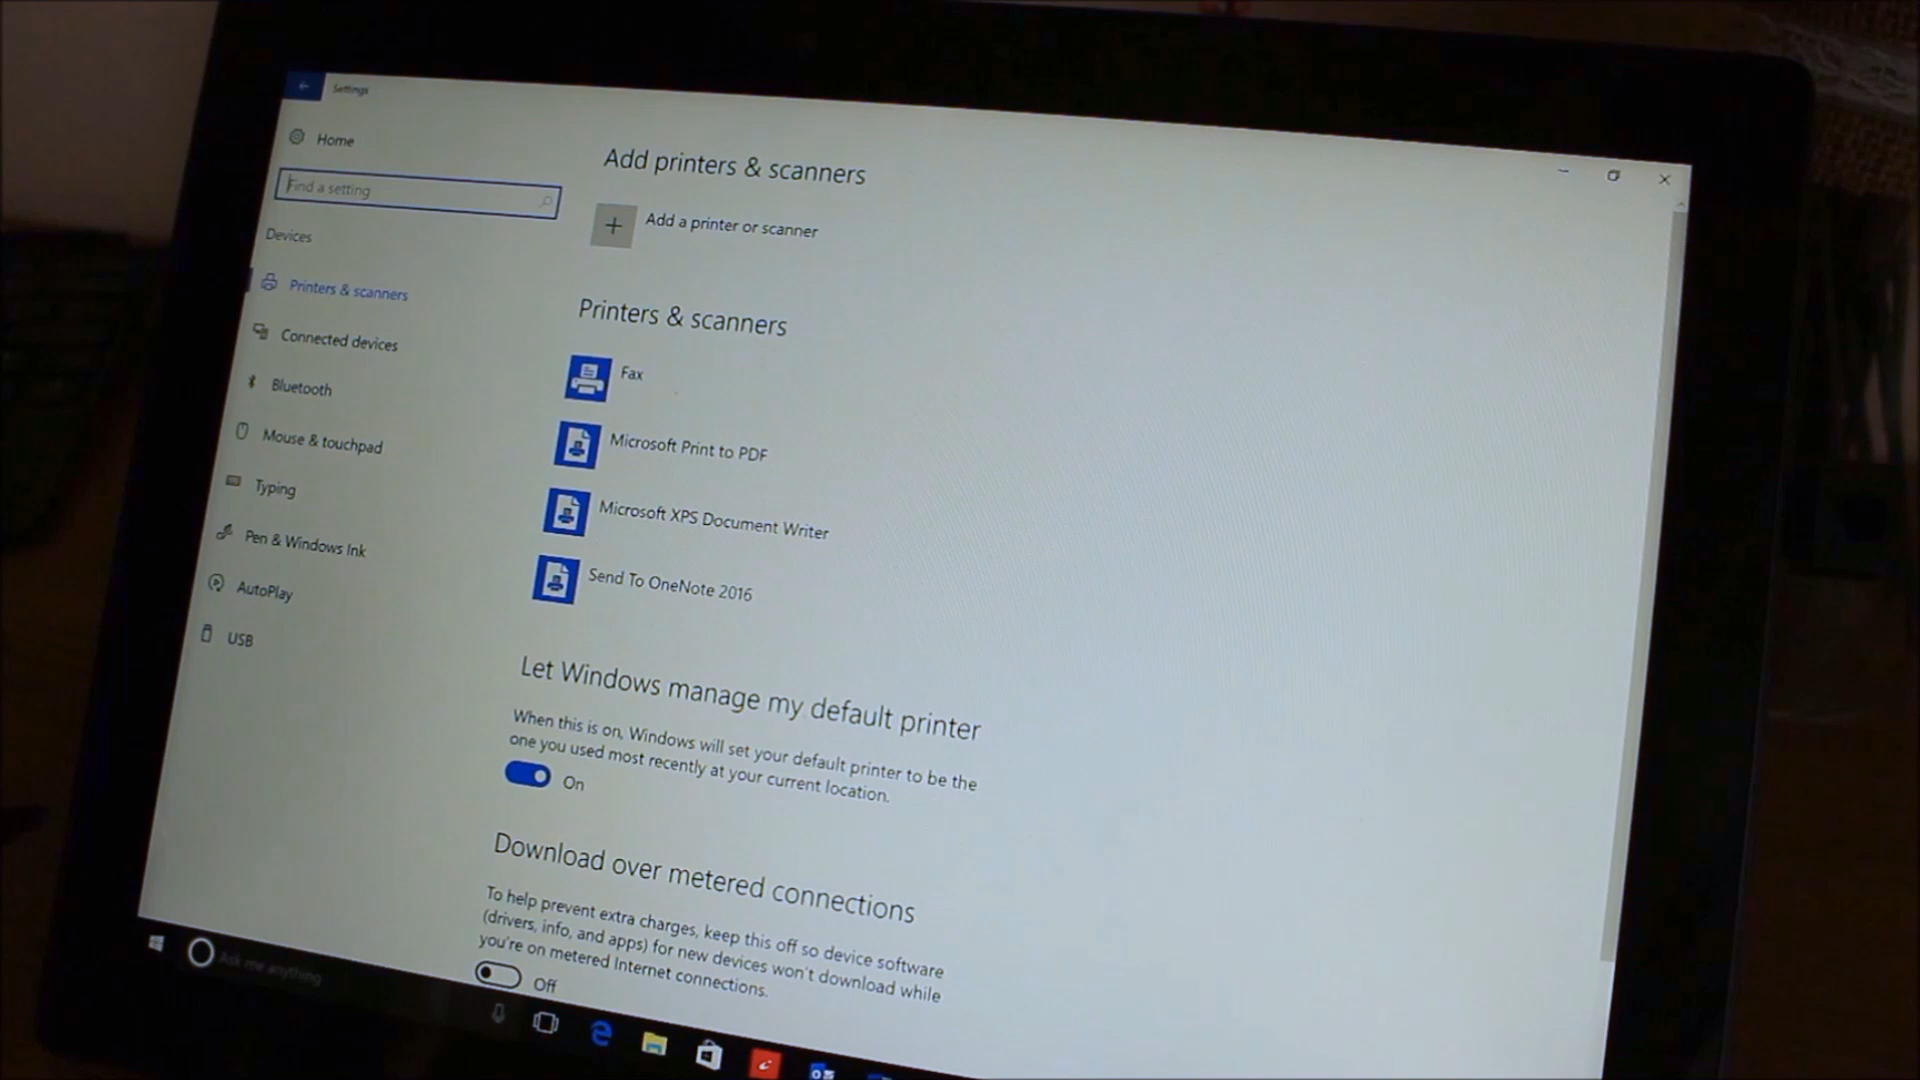 Settings
Home
Find a setting
Devices
Printers & scanners
Connected devices
Bluetooth
Mouse & touchpad
Typing
Pen & Windows Ink
AutoPlay
USB
Add printers & scanners
Add a printer or scanner
Printers & scanners
Fax
Microsoft Print to PDF
Microsoft XPS Document Writer
Send To OneNote 2016
Let Windows manage my default printer
When this is on, Windows will set your default printer to be the
one you used most recently at your current location.
On
Download over metered connections
To help prevent extra charges, keep this off so device software
(drivers, info, and apps) for new devices won't download while
you're on metered Internet connections.
Off
Ask me anything